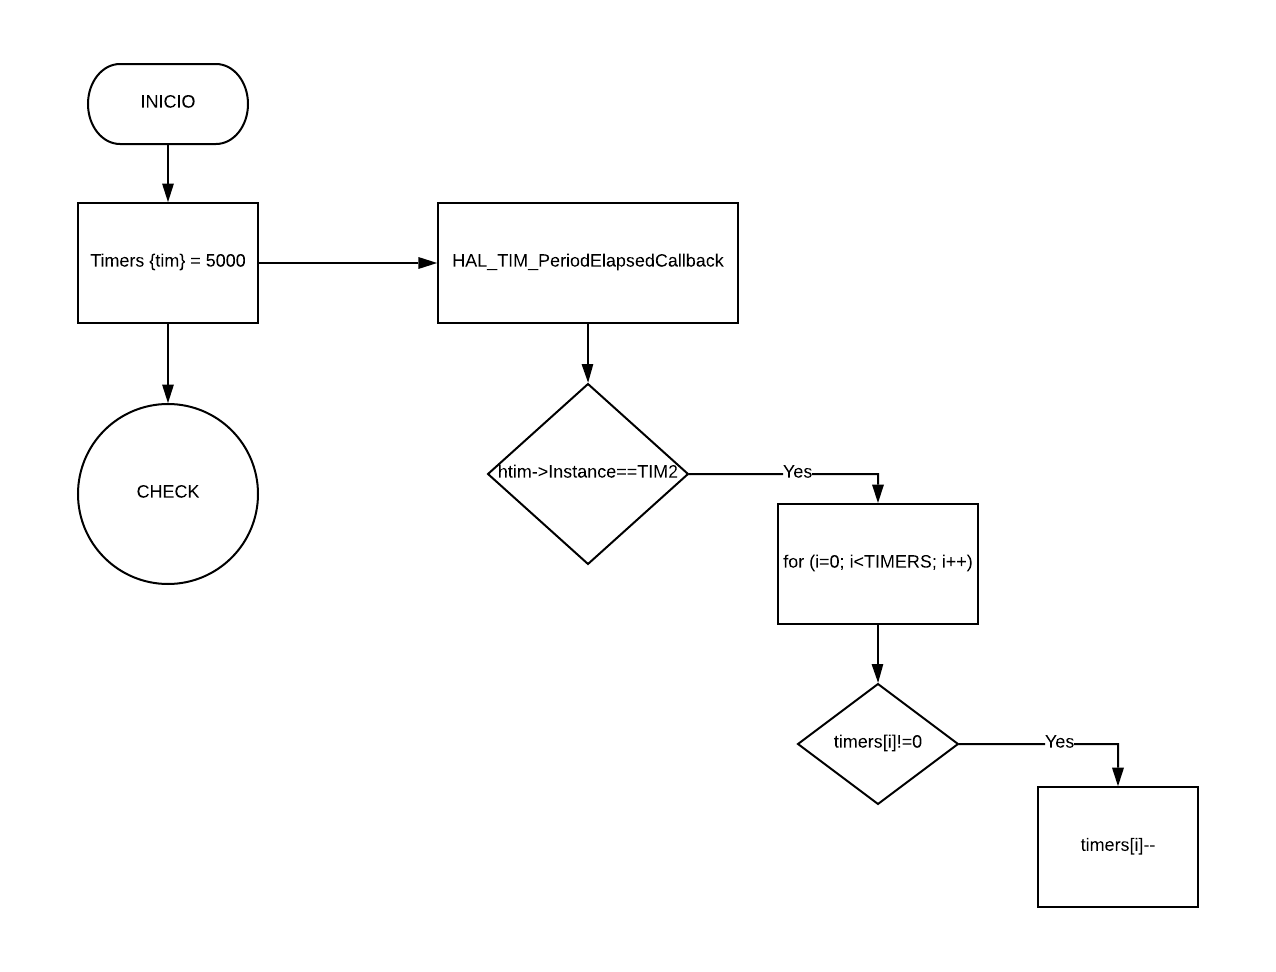 INICIO
Timers {tim} = 5000
HAL_TIM_PeriodElapsedCallback
CHECK
htim->Instance==TIM2
Yes
for (i=0; i<TIMERS; i++)
timers[i]!=0
Yes
timers[i]--